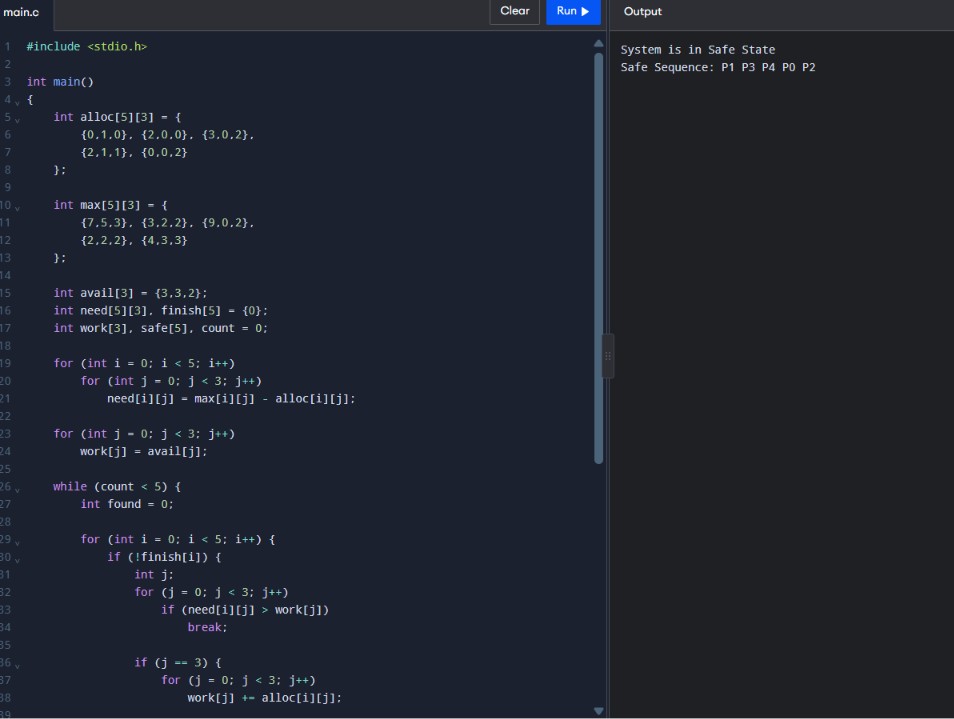 main.c Clear Run Output
1 #include <stdio.h>
2
3 int main()
4 {
5 int alloc[5][3] = {
6 {0,1,0}, {2,0,0}, {3,0,2},
7 {2,1,1}, {0,0,2}
8 };
9
10 int max[5][3] = {
11 {7,5,3}, {3,2,2}, {9,0,2},
12 {2,2,2}, {4,3,3}
13 };
14
15 int avail[3] = {3,3,2};
16 int need[5][3], finish[5] = {0};
17 int work[3], safe[5], count = 0;
18
19 for (int i = 0; i < 5; i++)
20 for (int j = 0; j < 3; j++)
21 need[i][j] = max[i][j] - alloc[i][j];
22
23 for (int j = 0; j < 3; j++)
24 work[j] = avail[j];
25
26 while (count < 5) {
27 int found = 0;
28
29 for (int i = 0; i < 5; i++) {
30 if (!finish[i]) {
31 int j;
32 for (j = 0; j < 3; j++)
33 if (need[i][j] > work[j])
34 break;
35
36 if (j == 3) {
37 for (j = 0; j < 3; j++)
38 work[j] += alloc[i][j];
39
System is in Safe State
Safe Sequence: P1 P3 P4 P0 P2